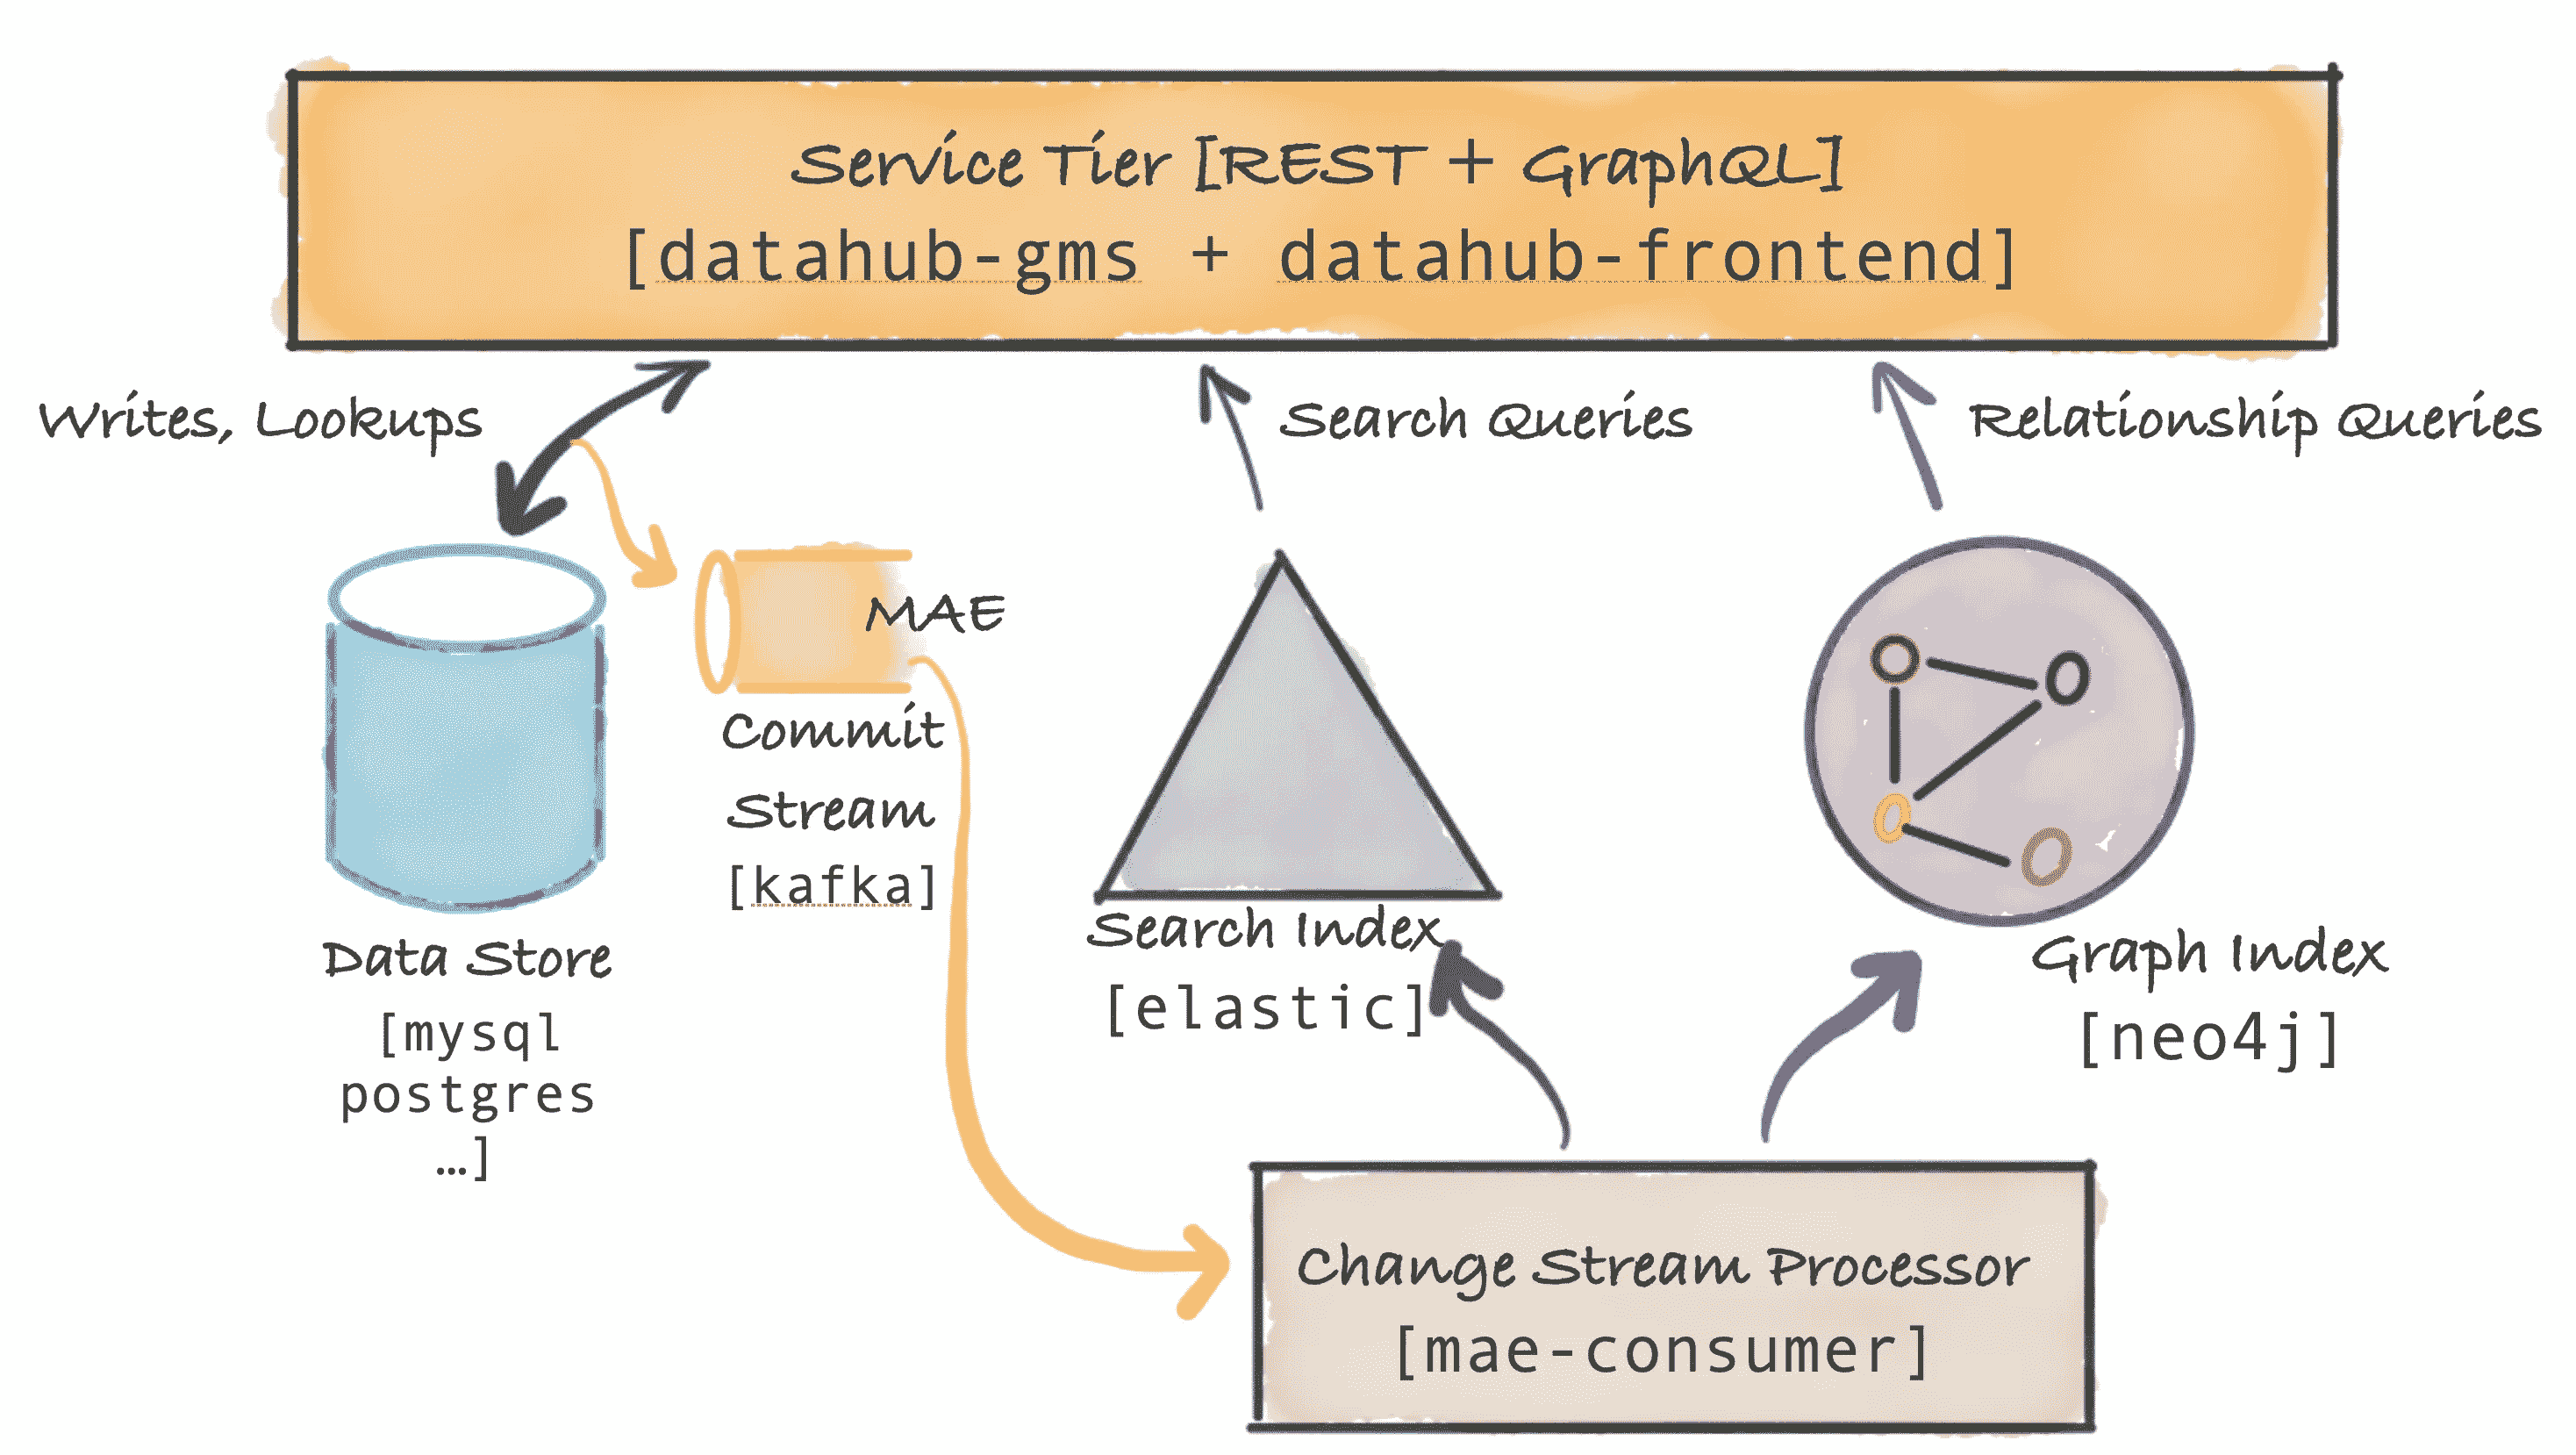 Service Tier [REST + GraphQL]
[datahub-gms + datahub-frontend]
Writes, Lookups
Search Queries
Relationship Queries
MAE
Commit
Stream
[kafka]
Data Store
[mysql
postgres
…]
Search Index
[elastic]
Graph Index
[neo4j]
Change Stream Processor
[mae-consumer]